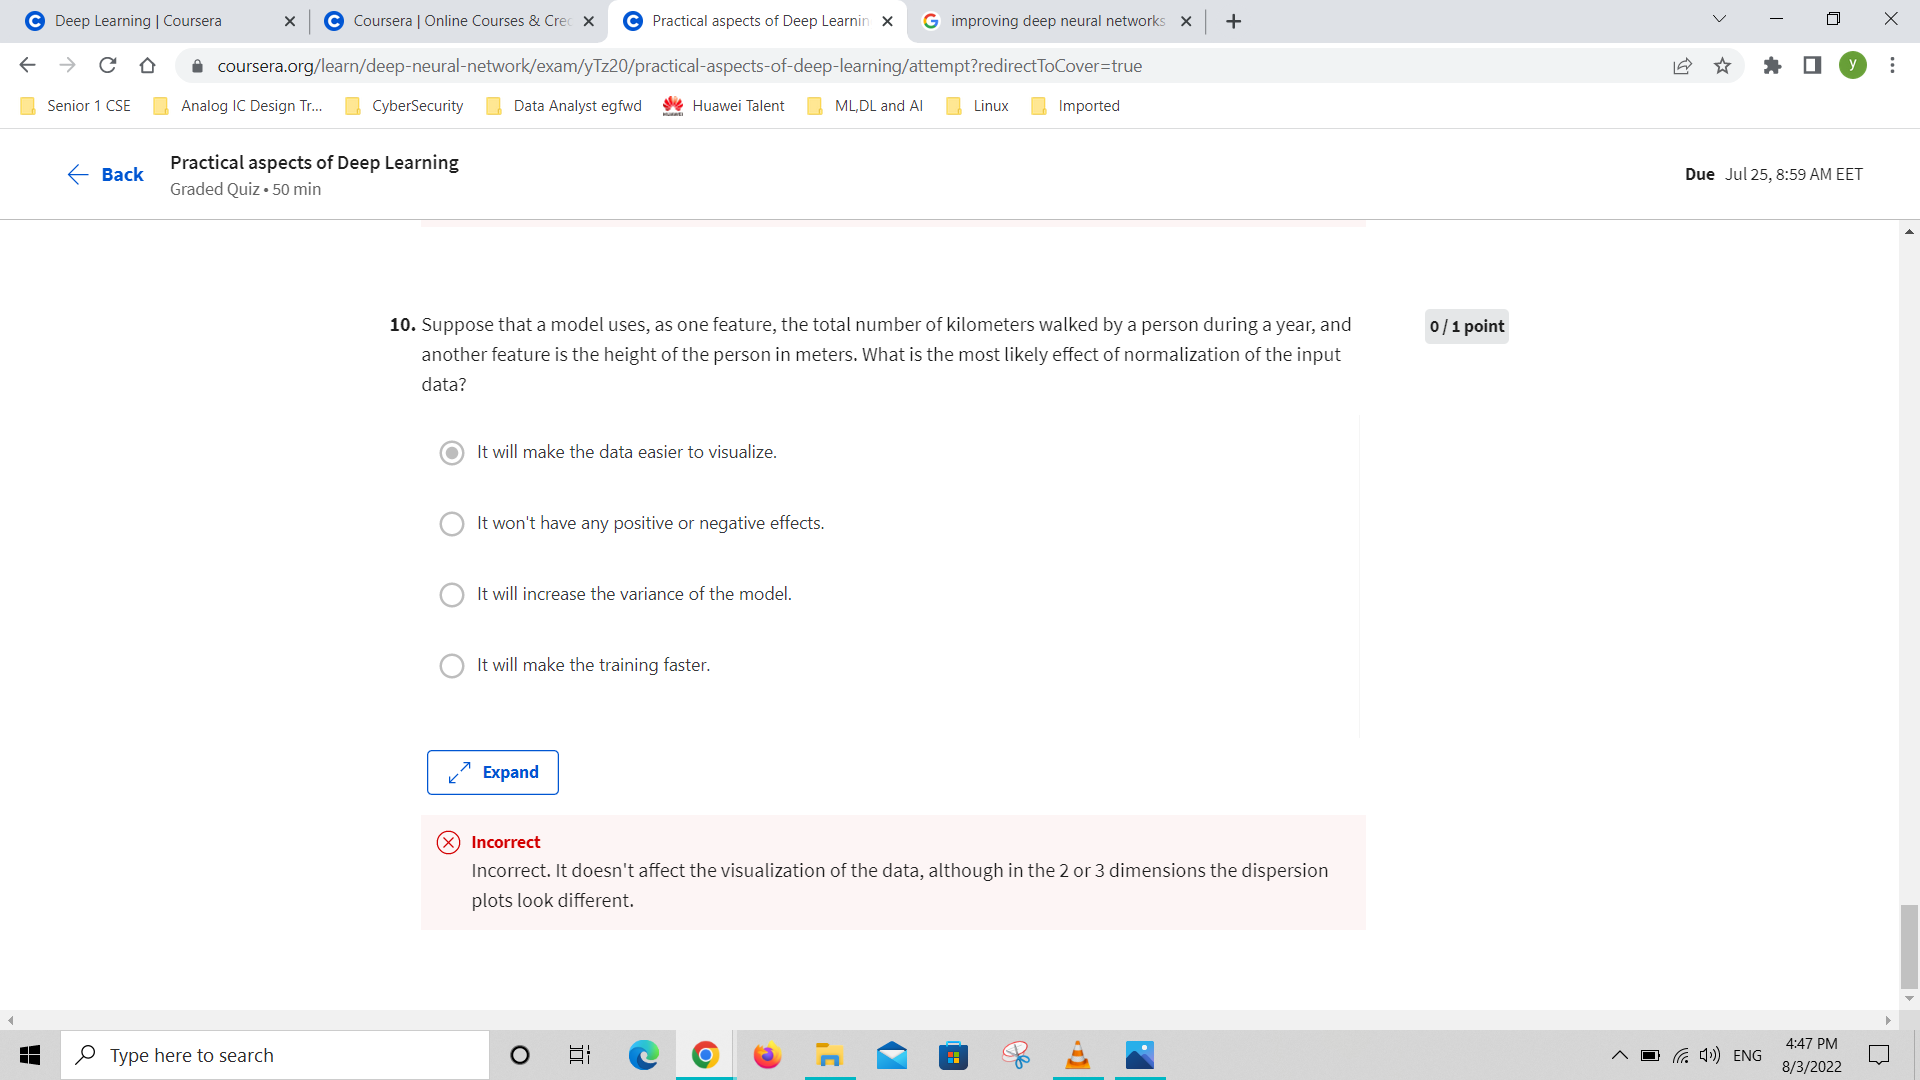 Deep Learning | Coursera
Coursera | Online Courses & Cred
Practical aspects of Deep Learnin
improving deep neural networks
coursera.org/learn/deep-neural-network/exam/yTz20/practical-aspects-of-deep-learning/attempt?redirectToCover=true
y
Senior 1 CSE
Analog IC Design Tr...
CyberSecurity
Data Analyst egfwd
HUAWEI
Huawei Talent
ML,DL and AI
Linux
Imported
Back
Practical aspects of Deep Learning
Graded Quiz • 50 min
Due Jul 25, 8:59 AM EET
10. Suppose that a model uses, as one feature, the total number of kilometers walked by a person during a year, and
another feature is the height of the person in meters. What is the most likely effect of normalization of the input
data?
0 / 1 point
It will make the data easier to visualize.
It won't have any positive or negative effects.
It will increase the variance of the model.
It will make the training faster.
Expand
Incorrect
Incorrect. It doesn't affect the visualization of the data, although in the 2 or 3 dimensions the dispersion
plots look different.
Type here to search
ENG
4:47 PM
8/3/2022